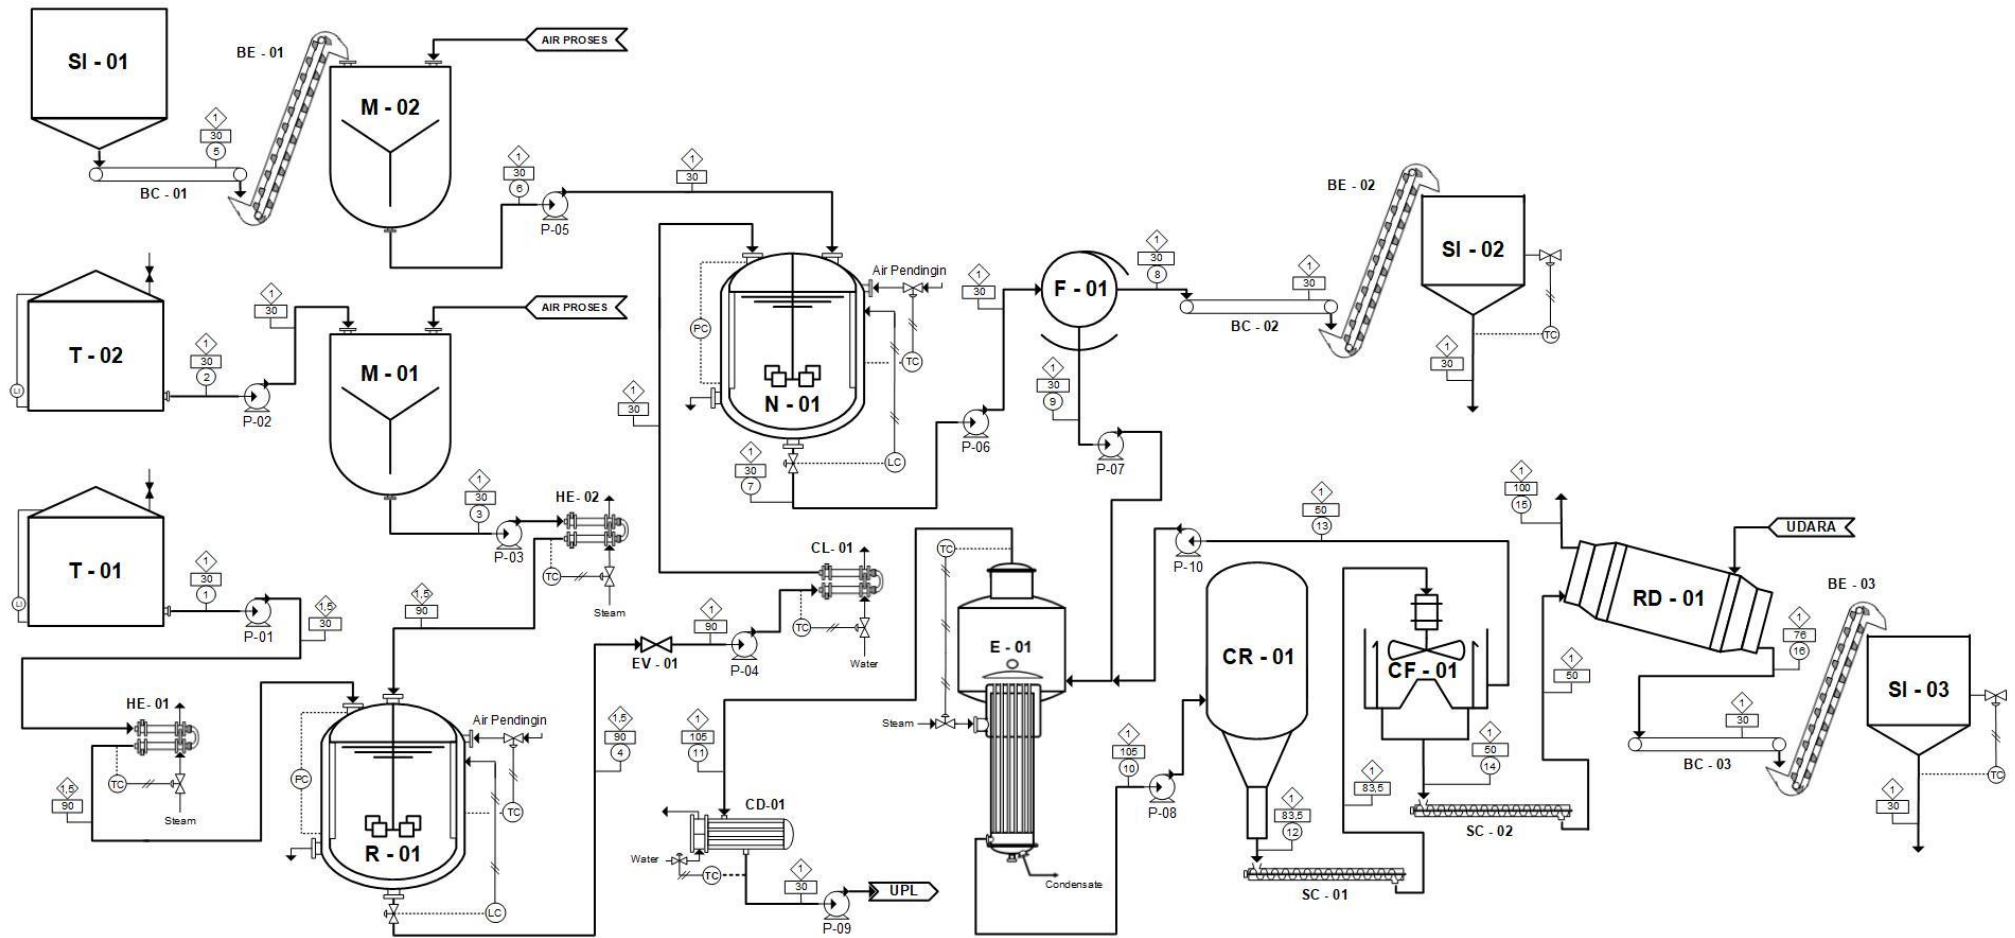 SI - 01
BE - 01
AIR PROSES
M - 02
1
30
5
BC - 01
1
30
6
P-05
1
30
BE - 02
SI - 02
TC
1
30
T - 02
LI
1
30
2
P-02
1
30
AIR PROSES
M - 01
1
30
3
P-03
HE- 02
TC
Steam
Air Pendingin
PC
TC
N - 01
LC
1
30
1
30
7
P-06
1
30
F - 01
1
30
8
1
30
BC - 02
1
30
9
P-07
T - 01
LI
1
30
1
P-01
1,5
30
1,5
90
HE- 01
TC
Steam
1,5
90
Air Pendingin
PC
TC
R - 01
LC
1,5
90
4
EV - 01
1
90
P-04
CL- 01
TC
Water
TC
E - 01
Steam
Condensate
1
105
11
CD-01
Water
TC
1
30
P-09
UPL
P-10
1
50
13
CR - 01
1
105
10
P-08
1
83,5
12
SC - 01
1
83,5
CF - 01
1
50
14
SC - 02
1
50
1
100
15
UDARA
RD - 01
1
76
16
BE - 03
1
30
BC - 03
SI - 03
TC
1
30